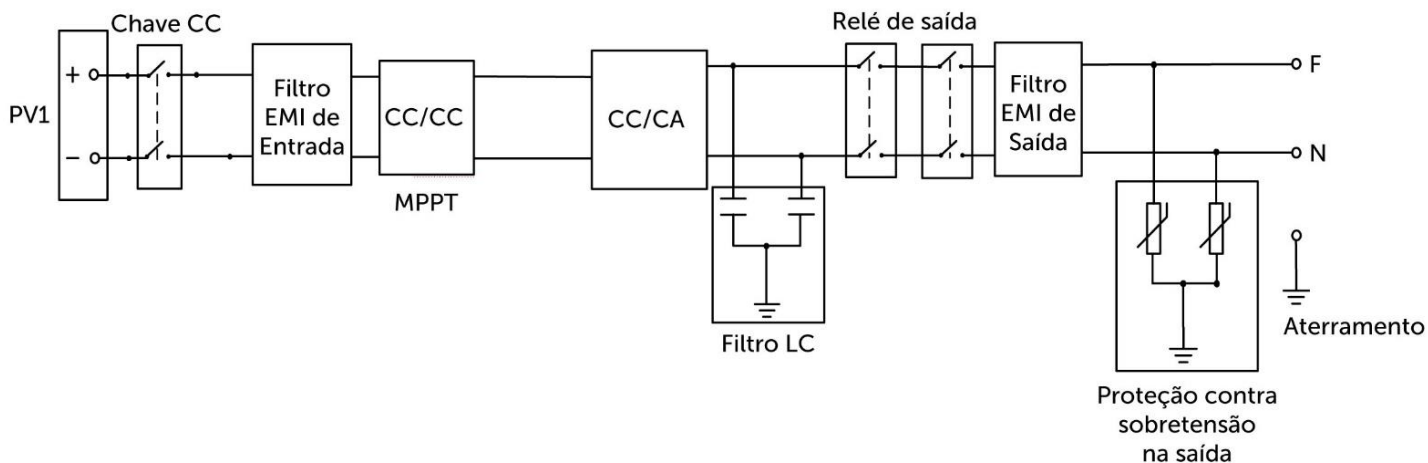 Chave CC
PV1
+
−
Filtro
EMI de
Entrada
CC/CC
MPPT
CC/CA
Filtro LC
Relé de saída
Filtro
EMI de
Saída
F
N
Aterramento
Proteção contra
sobretensão
na saída